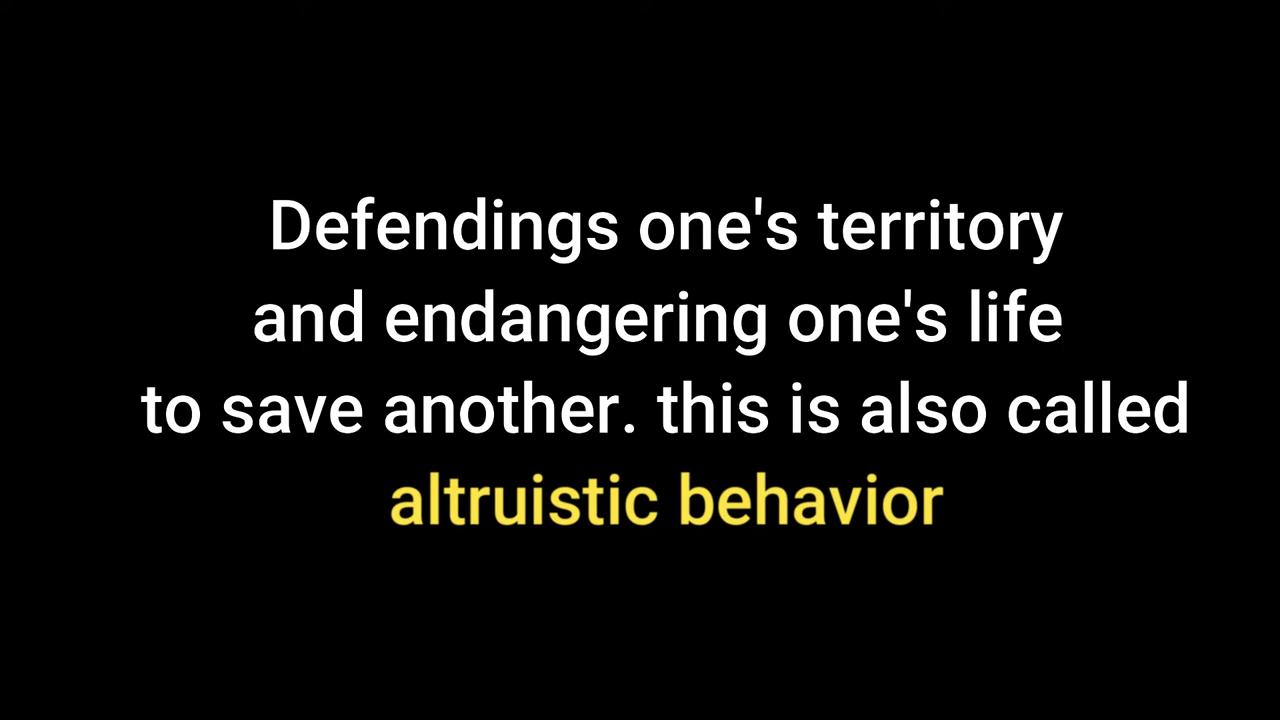 Defendings one's territory
and endangering one's life
to save another. this is also called
altruistic behavior